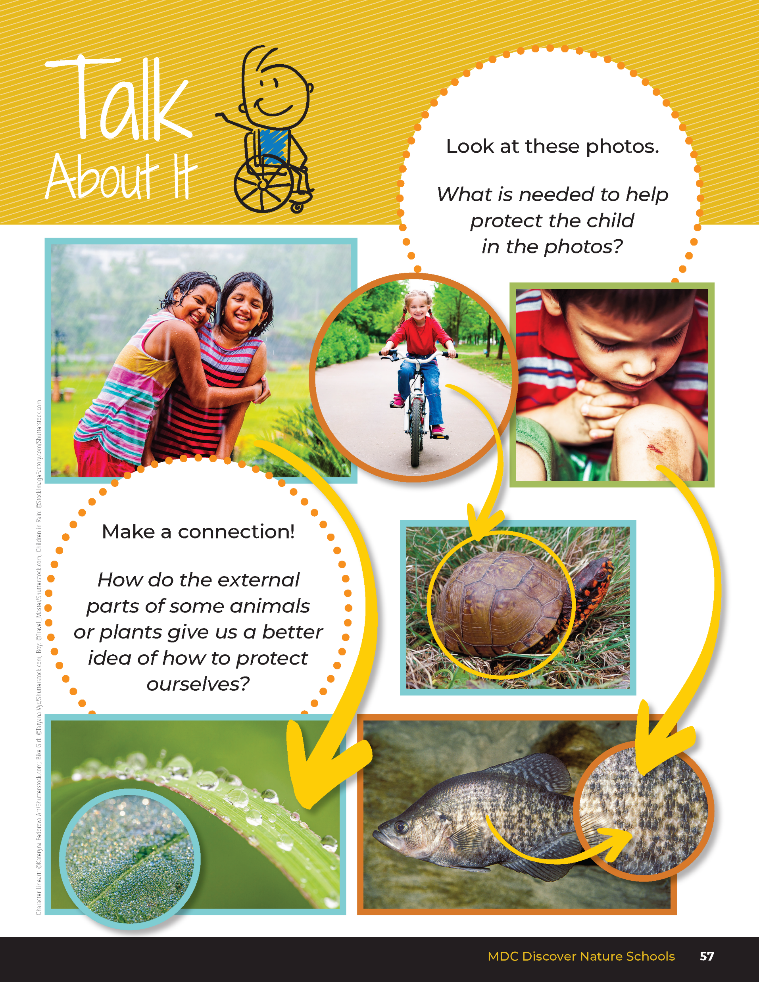 Talk
About It
Look at these photos.
What is needed to help
protect the child
in the photos?
Make a connection!
How do the external
parts of some animals
or plants give us a better
idea of how to protect
ourselves?
MDC Discover Nature Schools 57